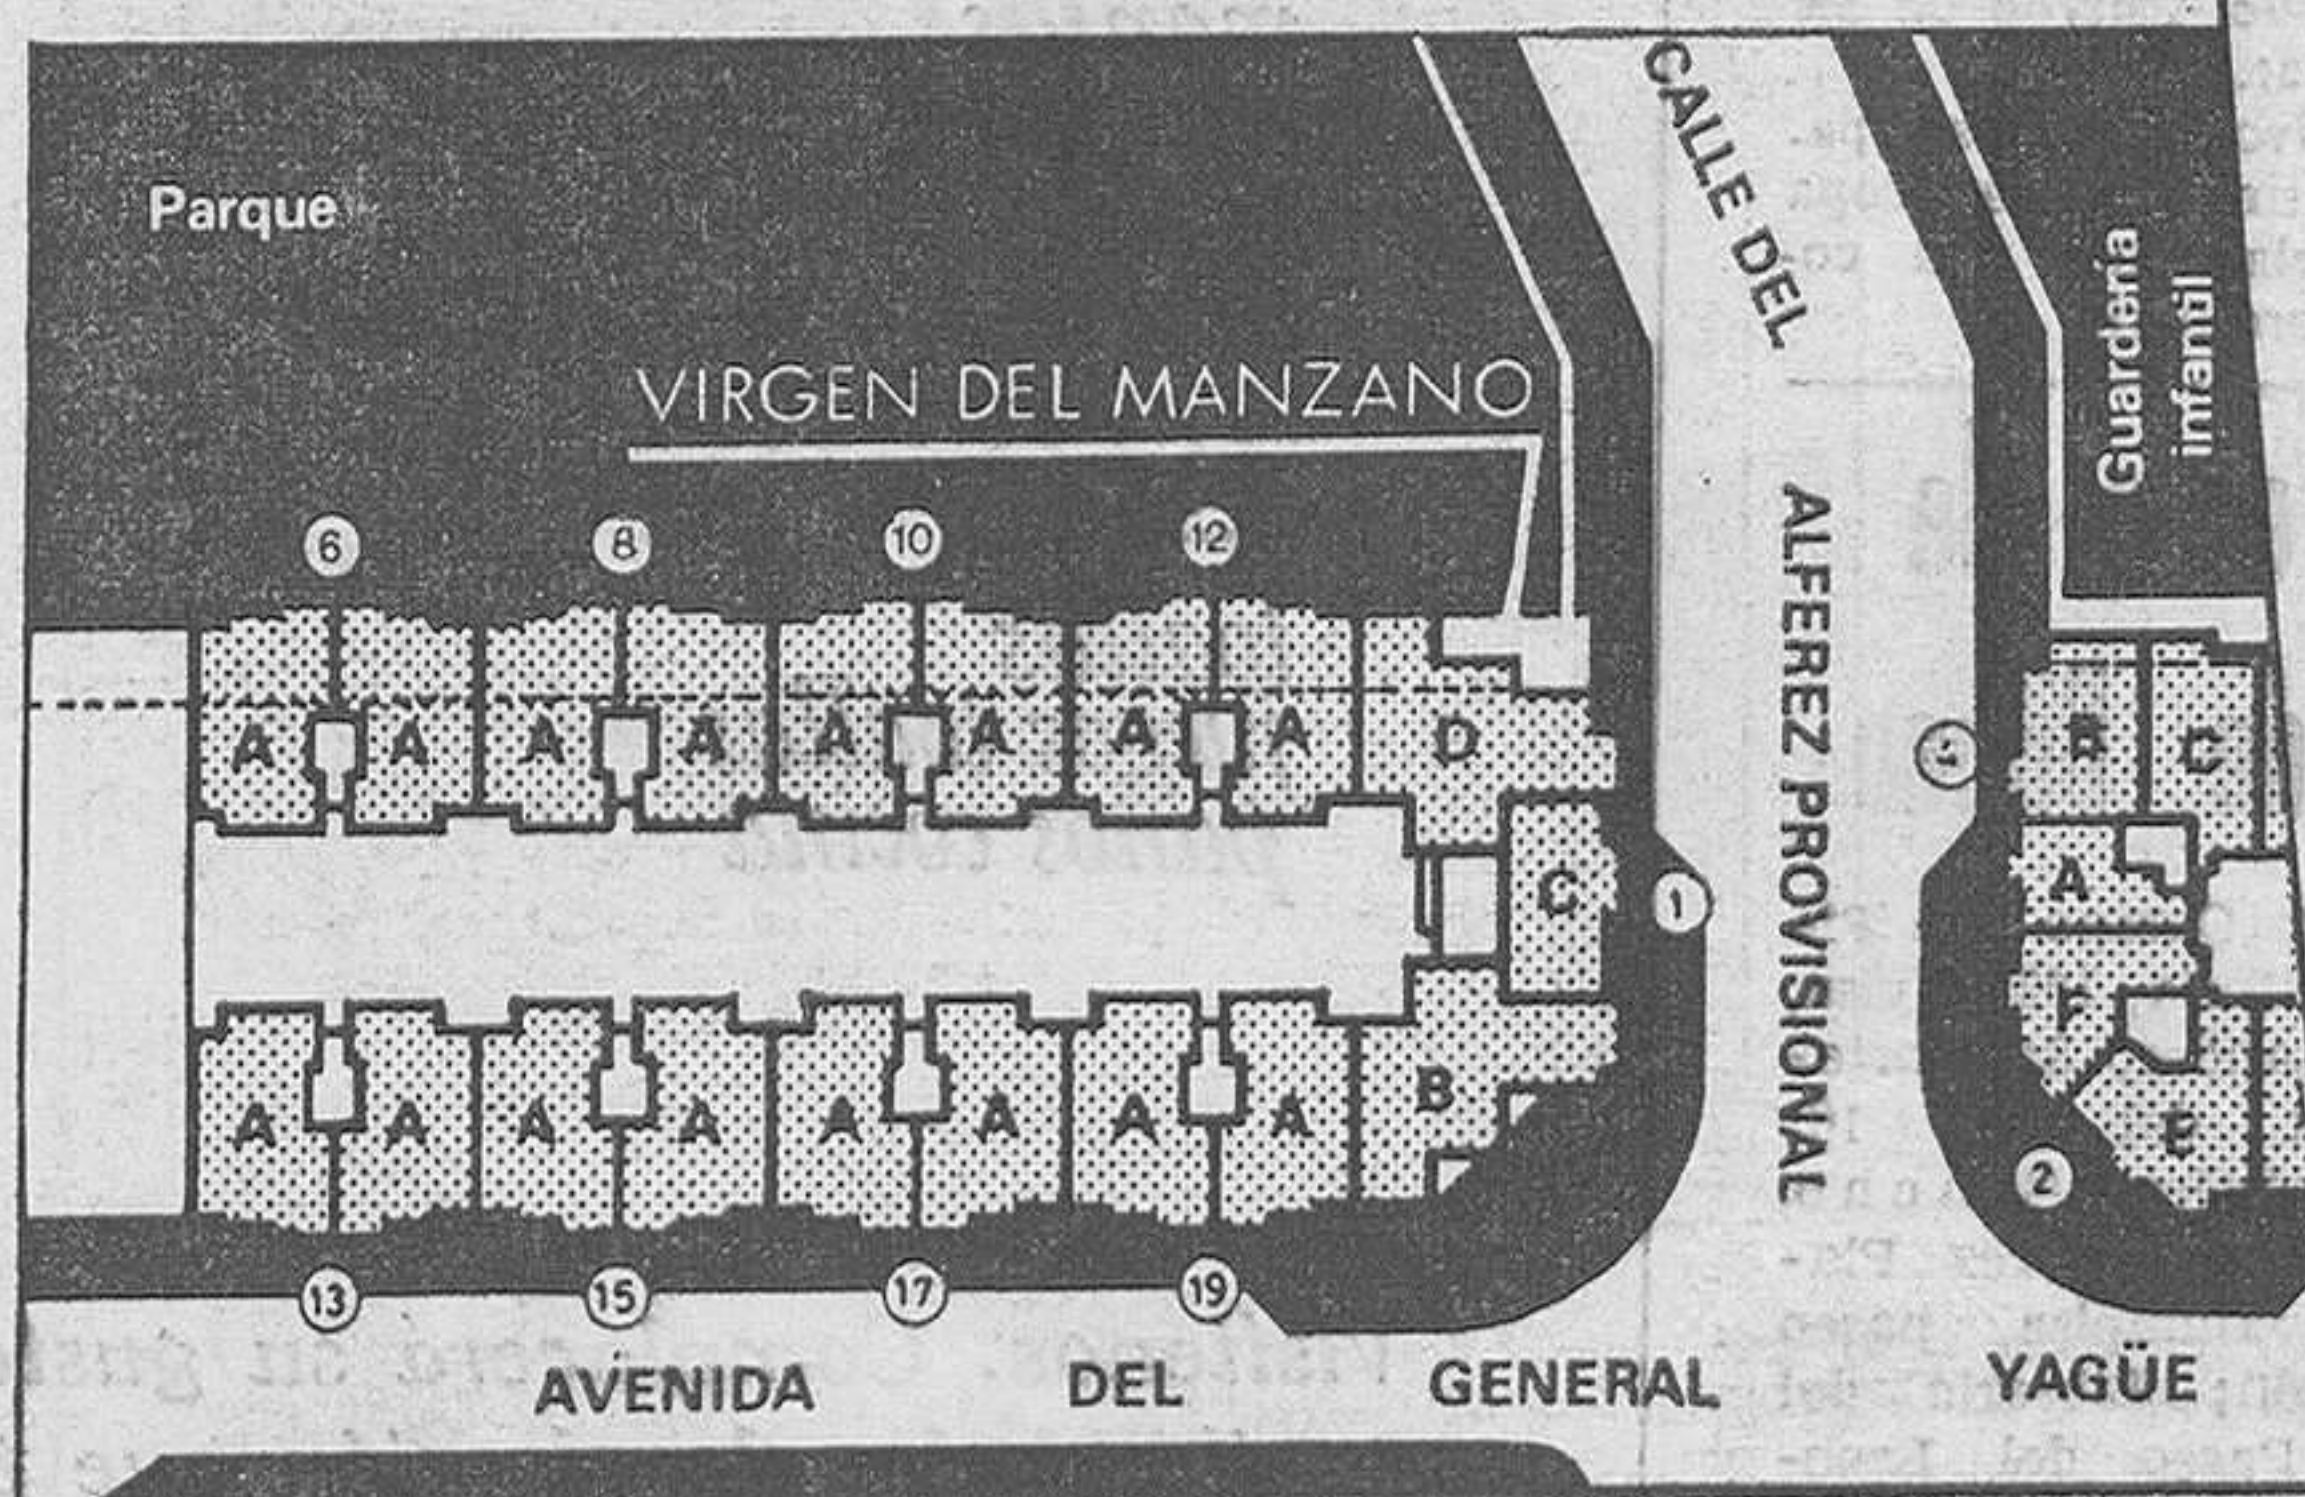 Parque
CALLE DEL
ALFEREZ PROVISIONAL
Guardería
infantil
VIRGEN DEL MANZANO
6 8 10 12
A A A A A A A A D
B C
C
1
A
F
A A A A A A A A B
E
2
13 15 17 19
AVENIDA DEL GENERAL YAGÜE